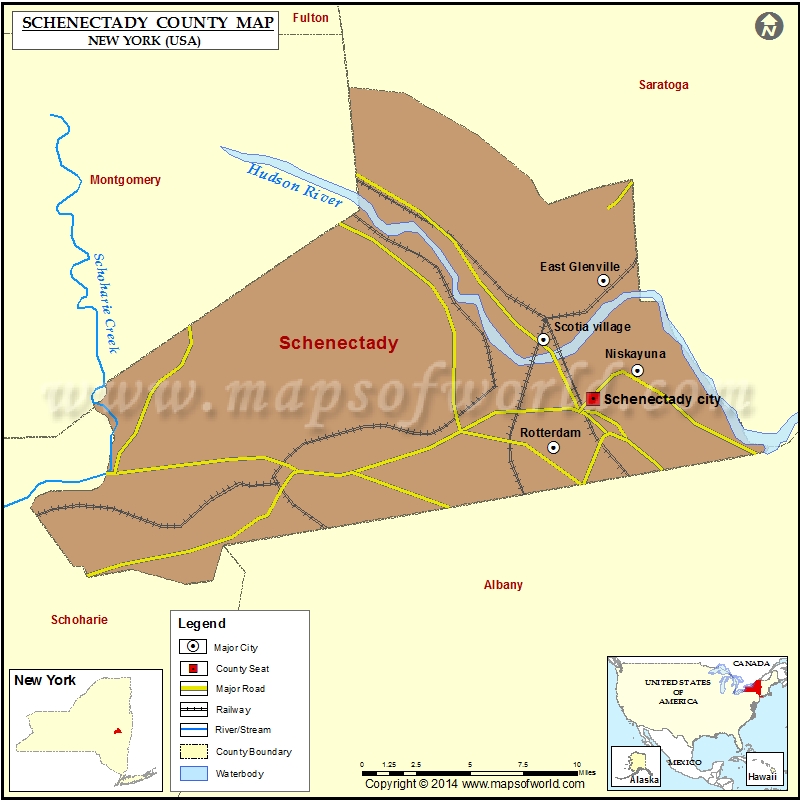 SCHENECTADY COUNTY MAP
NEW YORK (USA)
Fulton
N
Saratoga
Montgomery
Hudson River
Schoharie Creek
East Glenville
Scotia village
Schenectady
Niskayuna
www.mapsofworld.com
Schenectady city
Rotterdam
Albany
Schoharie
Legend
Major City
County Seat
Major Road
Railway
River/Stream
County Boundary
Waterbody
New York
CANADA
UNITED STATES
OF
AMERICA
MEXICO
Alaska
Hawaii
0 1.25 2.5 5 7.5 10
Miles
Copyright © 2014 www.mapsofworld.com